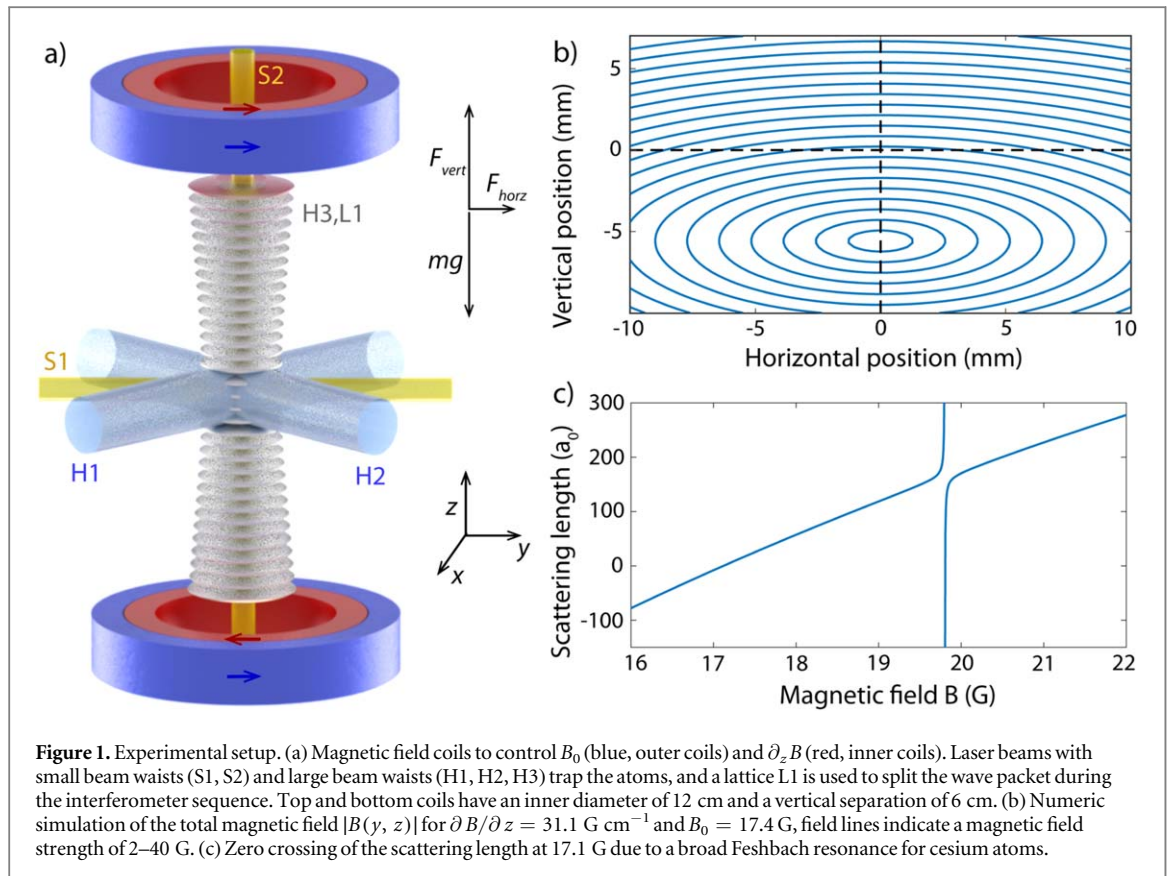 a)
S2
F_vert
F_horz
mg
H3,L1
S1
H1
H2
z
y
x
b)
Vertical position (mm)
5
0
-5
-10
-5
0
5
10
Horizontal position (mm)
c)
Scattering length (a₀)
300
200
100
0
-100
16
17
18
19
20
21
22
Magnetic field B (G)
Figure 1. Experimental setup. (a) Magnetic field coils to control B₀ (blue, outer coils) and ∂_z B (red, inner coils). Laser beams with
small beam waists (S1, S2) and large beam waists (H1, H2, H3) trap the atoms, and a lattice L1 is used to split the wave packet during
the interferometer sequence. Top and bottom coils have an inner diameter of 12 cm and a vertical separation of 6 cm. (b) Numeric
simulation of the total magnetic field |B(y, z)| for ∂ B/∂ z = 31.1 G cm⁻¹ and B₀ = 17.4 G, field lines indicate a magnetic field
strength of 2–40 G. (c) Zero crossing of the scattering length at 17.1 G due to a broad Feshbach resonance for cesium atoms.